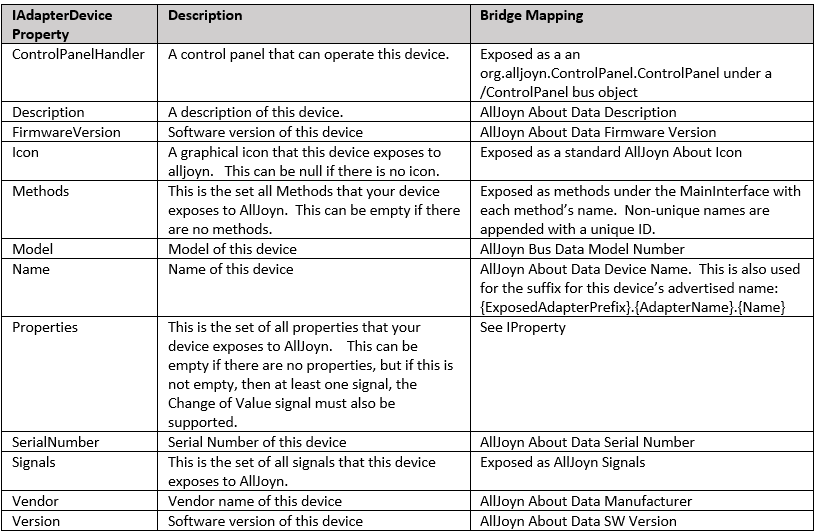 IAdapterDevice Property
Description
Bridge Mapping
ControlPanelHandler
A control panel that can operate this device.
Exposed as a an
org.alljoyn.ControlPanel.ControlPanel under a
/ControlPanel bus object
Description
A description of this device.
AllJoyn About Data Description
FirmwareVersion
Software version of this device
AllJoyn About Data Firmware Version
Icon
A graphical icon that this device exposes to
alljoyn.   This can be null if there is no icon.
Exposed as a standard AllJoyn About Icon
Methods
This is the set all Methods that your device
exposes to AllJoyn.  This can be empty if there
are no methods.
Exposed as methods under the MainInterface with
each method's name.  Non-unique names are
appended with a unique ID.
Model
Model of this device
AllJoyn Bus Data Model Number
Name
Name of this device
AllJoyn About Data Device Name.  This is also used
for the suffix for this device's advertised name:
{ExposedAdapterPrefix}.{AdapterName}.{Name}
Properties
This is the set of all properties that your
device exposes to AllJoyn.    This can be
empty if there are no properties, but if this is
not empty, then at least one signal, the
Change of Value signal must also be
supported.
See IProperty
SerialNumber
Serial Number of this device
AllJoyn About Data Serial Number
Signals
This is the set of all signals that this device
exposes to AllJoyn.
Exposed as AllJoyn Signals
Vendor
Vendor name of this device
AllJoyn About Data Manufacturer
Version
Software version of this device
AllJoyn About Data SW Version